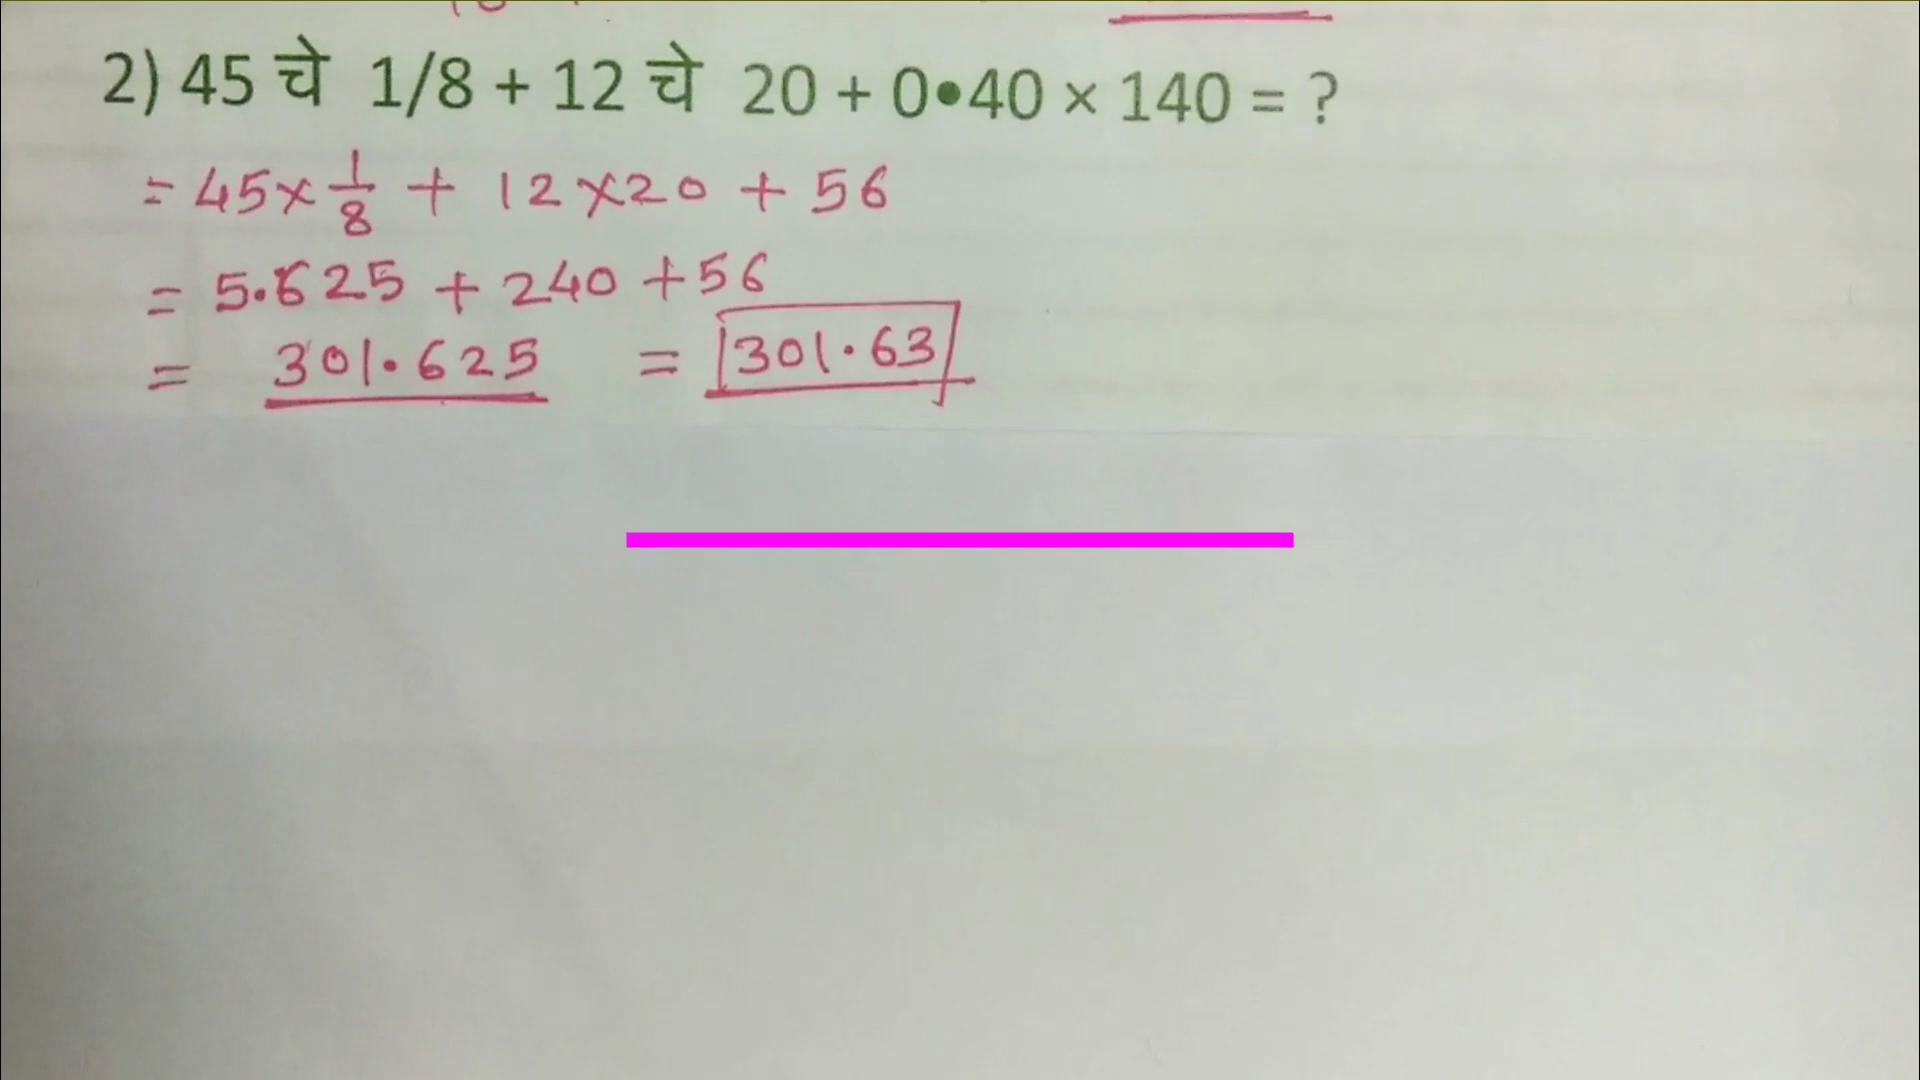 2) 45 चे 1/8 + 12 चे 20 + 0•40 × 140 = ?
= 45 × 1/8 + 12 × 20 + 56
= 5.625 + 240 + 56
= 301.625 = 301.63